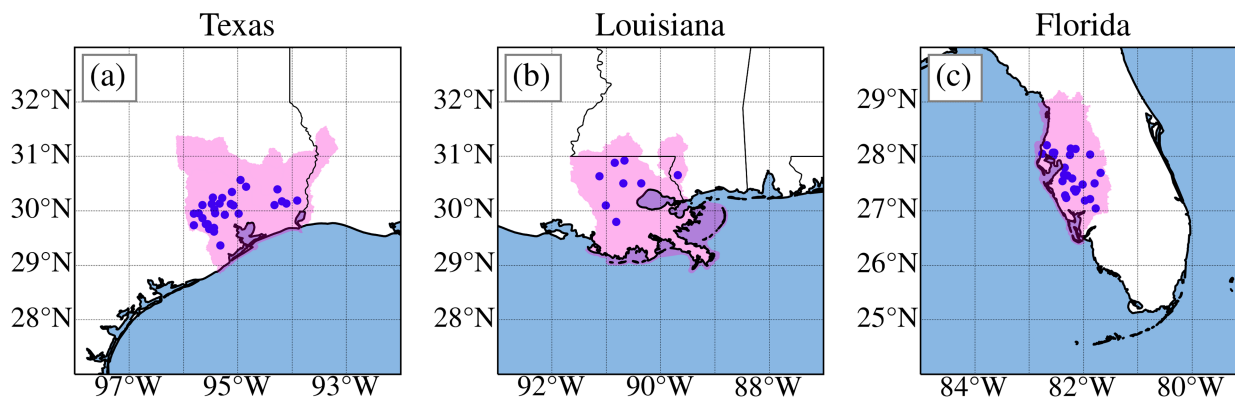 Texas
Louisiana
Florida
(a)
32°N
31°N
30°N
29°N
28°N
97°W
95°W
93°W
(b)
32°N
31°N
30°N
29°N
28°N
92°W
90°W
88°W
(c)
29°N
28°N
27°N
26°N
25°N
84°W
82°W
80°W